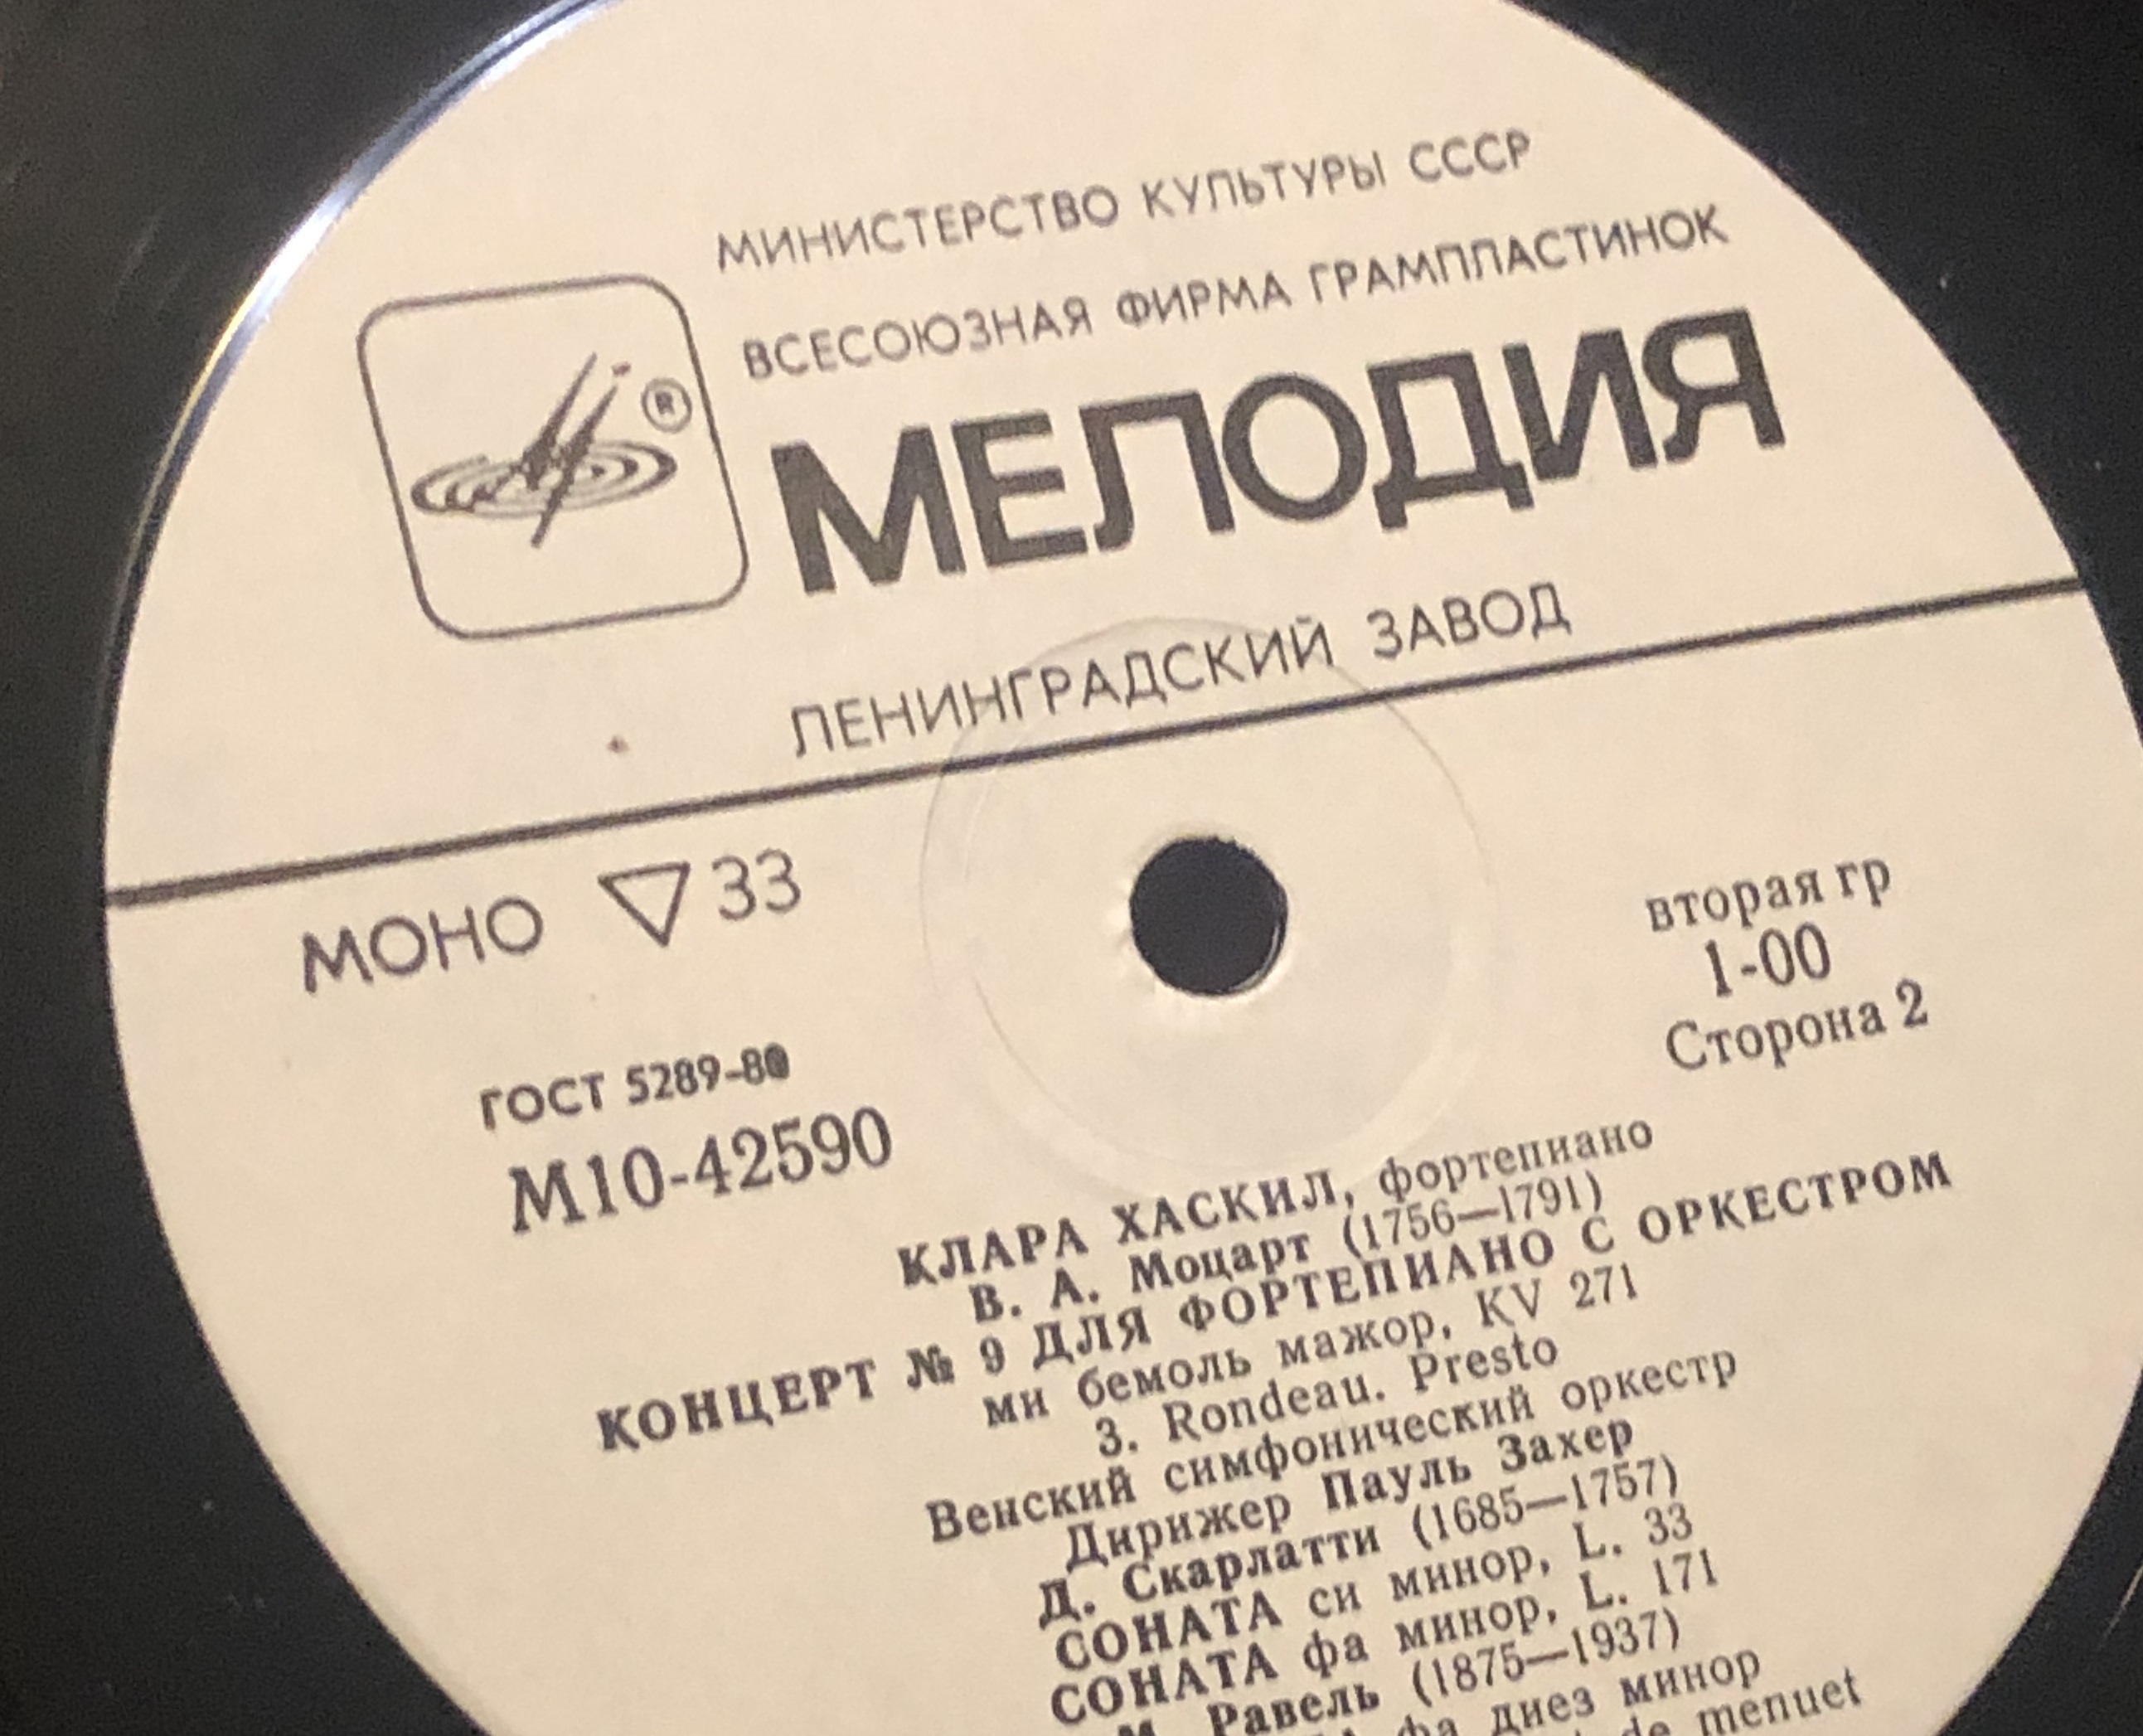 МИНИСТЕРСТВО КУЛЬТУРЫ СССР
ВСЕСОЮЗНАЯ ФИРМА ГРАМПЛАСТИНОК
®
МЕЛОДИЯ
ЛЕНИНГРАДСКИЙ ЗАВОД
МОНО ▽ 33
вторая гр
1-00
Сторона 2
ГОСТ 5289-80
М10-42590
КЛАРА ХАСКИЛ, фортепиано
В. А. Моцарт (1756—1791)
КОНЦЕРТ № 9 ДЛЯ ФОРТЕПИАНО С ОРКЕСТРОМ
ми бемоль мажор, KV 271
3. Rondeau. Presto
Венский симфонический оркестр
Дирижер Пауль Захер
Д. Скарлатти (1685—1757)
СОНАТА си минор, L. 33
СОНАТА фа минор, L. 171
М. Равель (1875—1937)
фа диез минор
de menuet